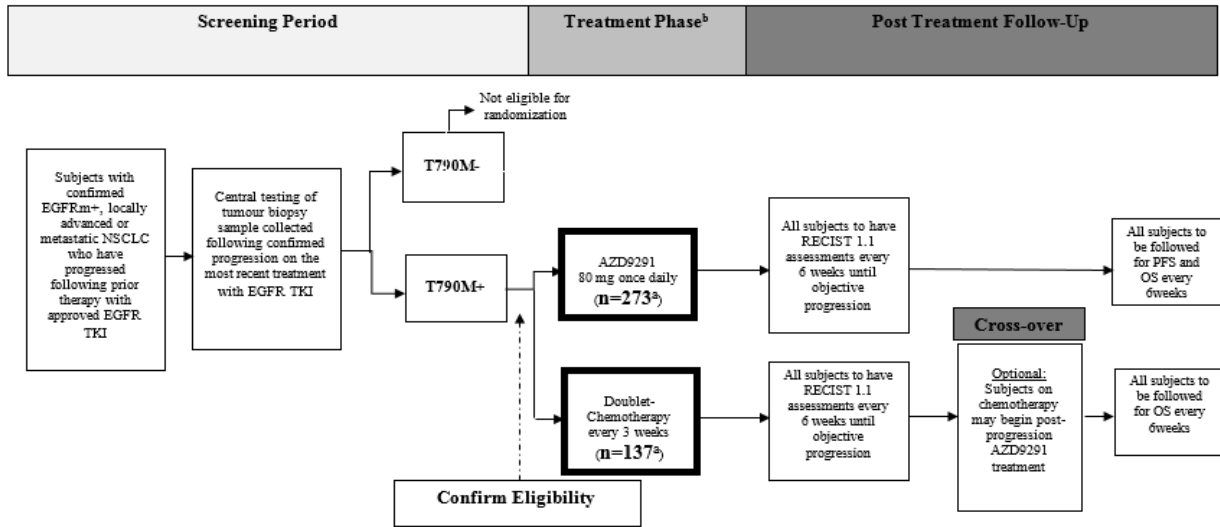 Screening Period
Treatment Phaseᵇ
Post Treatment Follow-Up
Not eligible for
randomization
T790M-
Subjects with
confirmed
EGFRm+, locally
advanced or
metastatic NSCLC
who have
progressed
following prior
therapy with
approved EGFR
TKI
Central testing of
tumour biopsy
sample collected
following confirmed
progression on the
most recent treatment
with EGFR TKI
T790M+
AZD9291
80 mg once daily
(n=273ᵃ)
All subjects to have
RECIST 1.1
assessments every
6 weeks until
objective
progression
All subjects to
be followed
for PFS and
OS every
6weeks
Cross-over
Doublet-
Chemotherapy
every 3 weeks
(n=137ᵃ)
All subjects to have
RECIST 1.1
assessments every
6 weeks until
objective
progression
Optional:
Subjects on
chemotherapy
may begin post-
progression
AZD9291
treatment
All subjects to
be followed
for OS every
6weeks
Confirm Eligibility